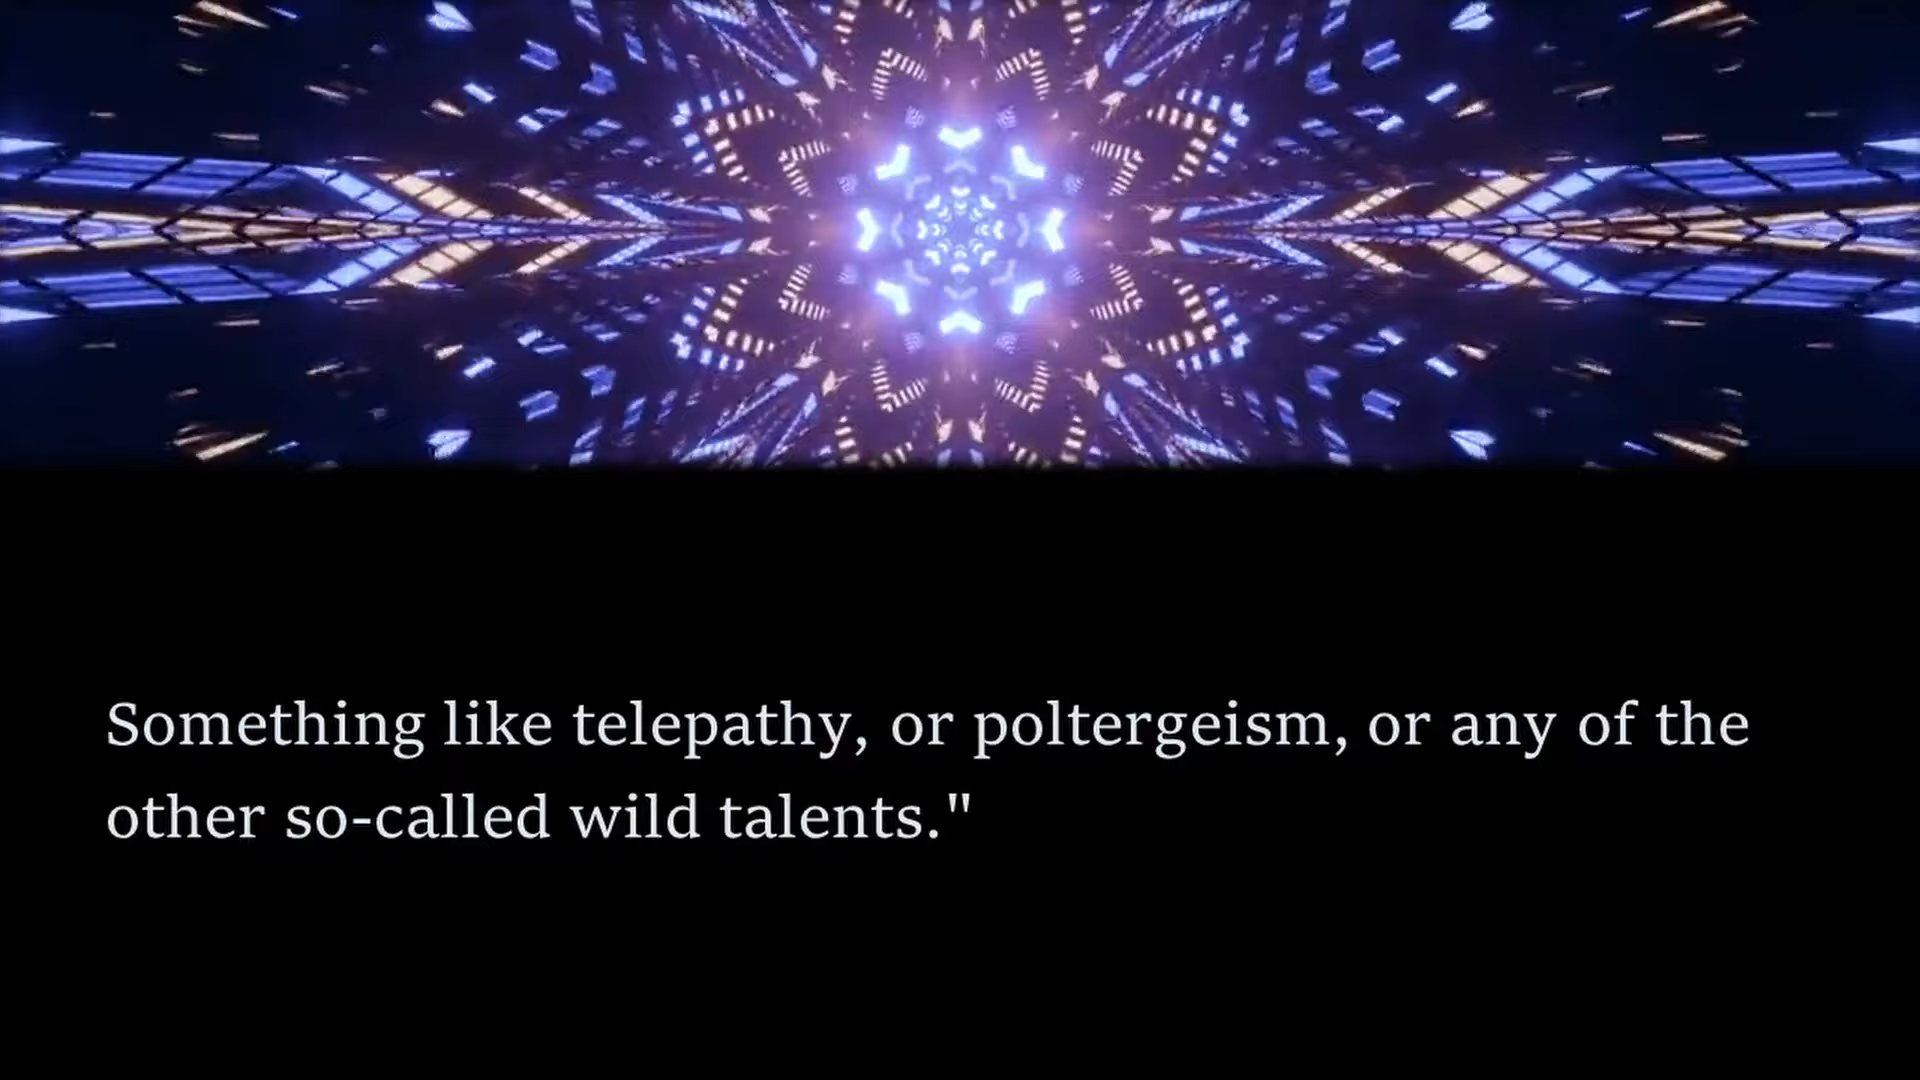 Something like telepathy, or poltergeism, or any of the
other so-called wild talents."